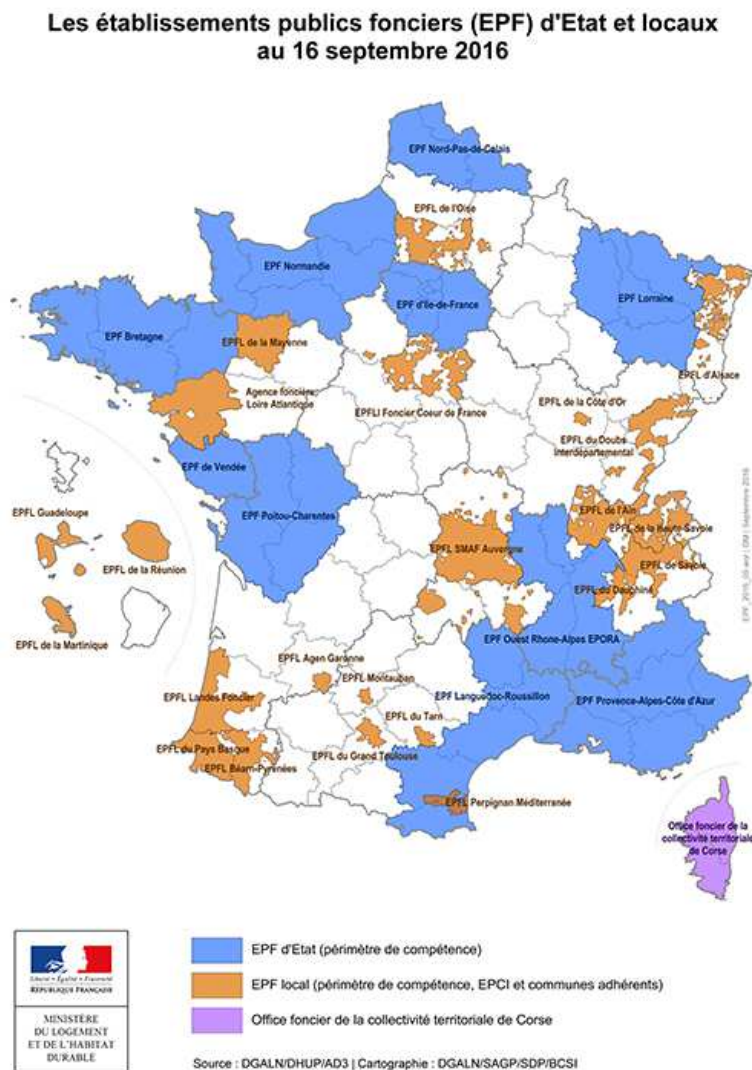 Les établissements publics fonciers (EPF) d'Etat et locaux
au 16 septembre 2016
EPF Nord-Pas-de-Calais
EPFL de l'Oise
EPF Normandie
EPF d'Ile-de-France
EPF Lorraine
EPF Bretagne
EPFL de la Mayenne
EPFL d'Alsace
Agence foncière
Loire Atlantique
EPFLI Foncier Coeur de France
EPFL de la Côte d'Or
EPFL du Doubs
Interdépartemental
EPF de Vendée
EPF Poitou-Charentes
EPFL Guadeloupe
EPFL de la Réunion
EPFL de la Martinique
EPFL de l'Ain
EPFL de la Haute-Savoie
EPFL SMAF Auvergne
EPFL de Savoie
EPFL du Dauphiné
EPF Ouest Rhone-Alpes EPORA
EPFL Agen Garonne
EPFL Montauban
EPFL Landes Foncier
EPF Languedoc-Roussillon
EPF Provence-Alpes-Côte d'Azur
EPFL du Tarn
EPFL du Pays Basque
EPFL du Grand Toulouse
EPFL Béarn-Pyrénées
EPFL Perpignan Méditerranée
Office foncier de la
collectivité territoriale
de Corse
Liberté • Égalité • Fraternité
RÉPUBLIQUE FRANÇAISE
MINISTÈRE
DU LOGEMENT
ET DE L'HABITAT
DURABLE
EPF d'Etat (périmètre de compétence)
EPF local (périmètre de compétence, EPCI et communes adhérents)
Office foncier de la collectivité territoriale de Corse
Source : DGALN/DHUP/AD3 | Cartographie : DGALN/SAGP/SDP/BCSI
Septembre 2016